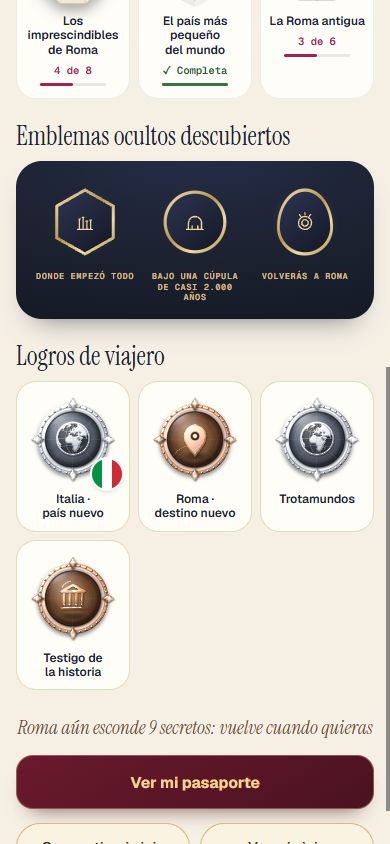 Los
imprescindibles
de Roma
4 de 8
El país más
pequeño
del mundo
✓ Completa
La Roma antigua
3 de 6
Emblemas ocultos descubiertos
DONDE EMPEZÓ TODO
BAJO UNA CÚPULA
DE CASI 2.000
AÑOS
VOLVERÁS A ROMA
Logros de viajero
Italia ·
país nuevo
Roma ·
destino nuevo
Trotamundos
Testigo de
la historia
Roma aún esconde 9 secretos: vuelve cuando quieras
Ver mi pasaporte